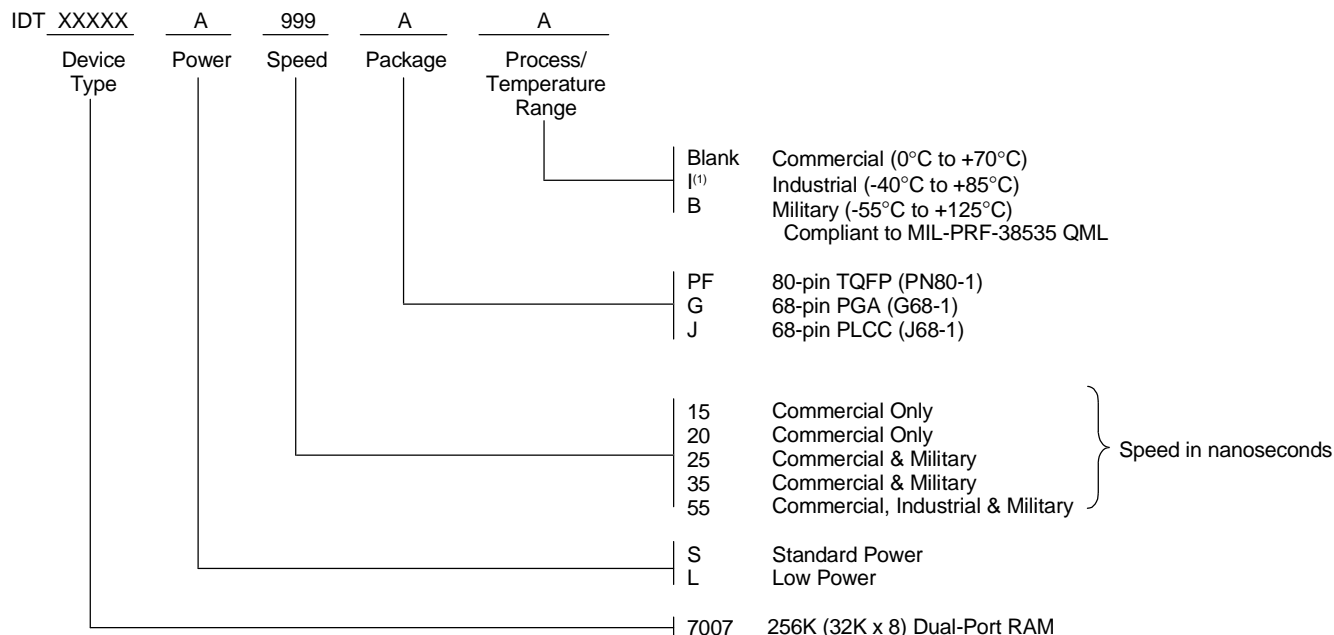 IDT XXXXX A 999 A A
Device Type Power Speed Package Process/ Temperature Range
Blank Commercial (0°C to +70°C)
I(1) Industrial (-40°C to +85°C)
B Military (-55°C to +125°C)
Compliant to MIL-PRF-38535 QML
PF 80-pin TQFP (PN80-1)
G 68-pin PGA (G68-1)
J 68-pin PLCC (J68-1)
15 Commercial Only
20 Commercial Only
25 Commercial & Military
35 Commercial & Military
55 Commercial, Industrial & Military
Speed in nanoseconds
S Standard Power
L Low Power
7007 256K (32K x 8) Dual-Port RAM